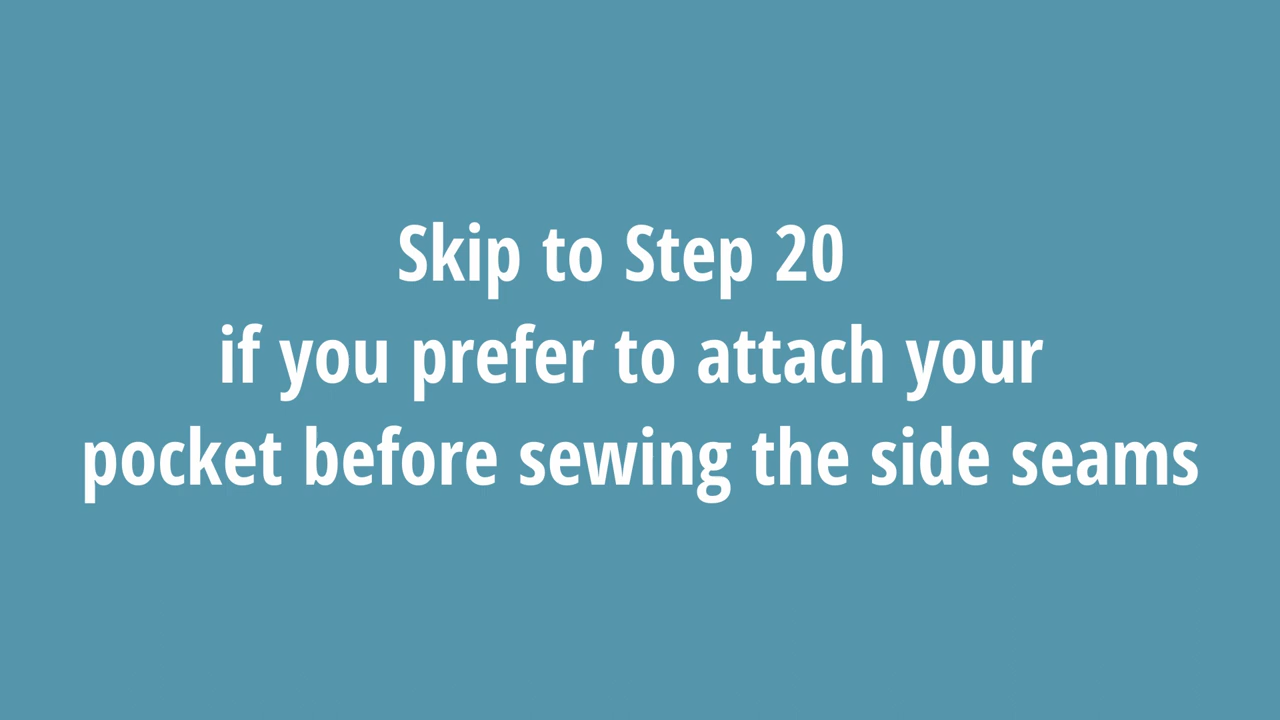 Skip to Step 20
if you prefer to attach your
pocket before sewing the side seams